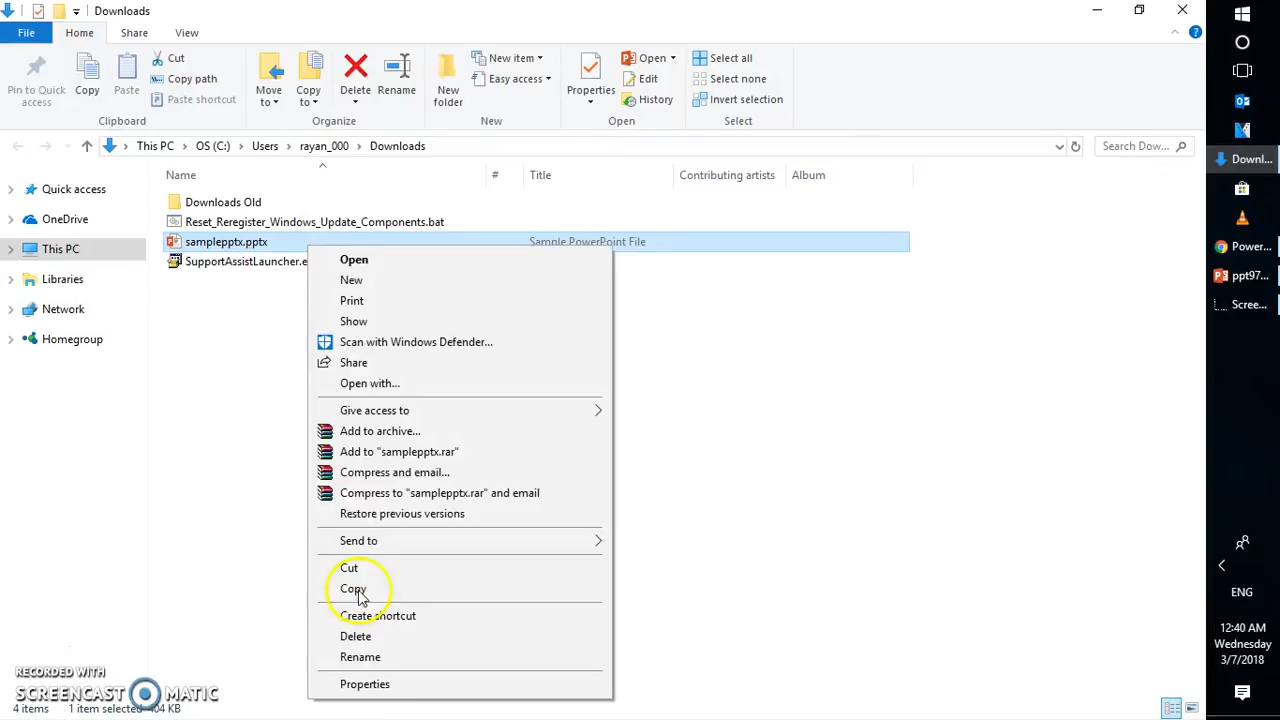 Downloads
File Home Share View
Pin to Quick access
Copy
Paste
Cut
Copy path
Paste shortcut
Clipboard
Move to
Copy to
Delete
Rename
Organize
New folder
New item
Easy access
New
Properties
Open
Edit
History
Open
Select all
Select none
Invert selection
Select
This PC OS (C:) Users rayan_000 Downloads
Search Dow...
Name # Title Contributing artists Album
Quick access
OneDrive
This PC
Libraries
Network
Homegroup
Downloads Old
Reset_Reregister_Windows_Update_Components.bat
samplepptx.pptx Sample PowerPoint File
SupportAssistLauncher.e
Open
New
Print
Show
Scan with Windows Defender...
Share
Open with...
Give access to
Add to archive...
Add to "samplepptx.rar"
Compress and email...
Compress to "samplepptx.rar" and email
Restore previous versions
Send to
Cut
Copy
Create shortcut
Delete
Rename
Properties
RECORDED WITH
SCREENCAST MATIC
4 items 1 item selected 404 KB
Downl...
Power...
ppt97...
Scree...
ENG
12:40 AM
Wednesday
3/7/2018